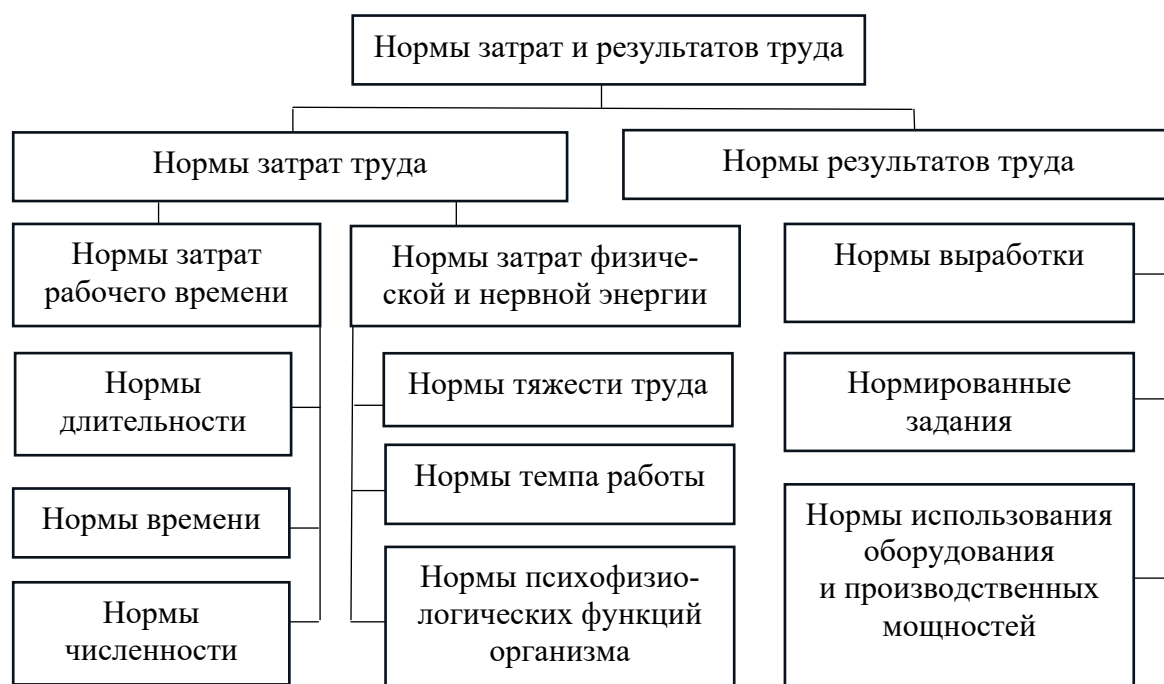 Нормы затрат и результатов труда
Нормы затрат труда
Нормы результатов труда
Нормы затрат
рабочего времени
Нормы затрат физиче-
ской и нервной энергии
Нормы выработки
Нормы
длительности
Нормы тяжести труда
Нормированные
задания
Нормы времени
Нормы темпа работы
Нормы использования
оборудования
и производственных
мощностей
Нормы
численности
Нормы психофизио-
логических функций
организма